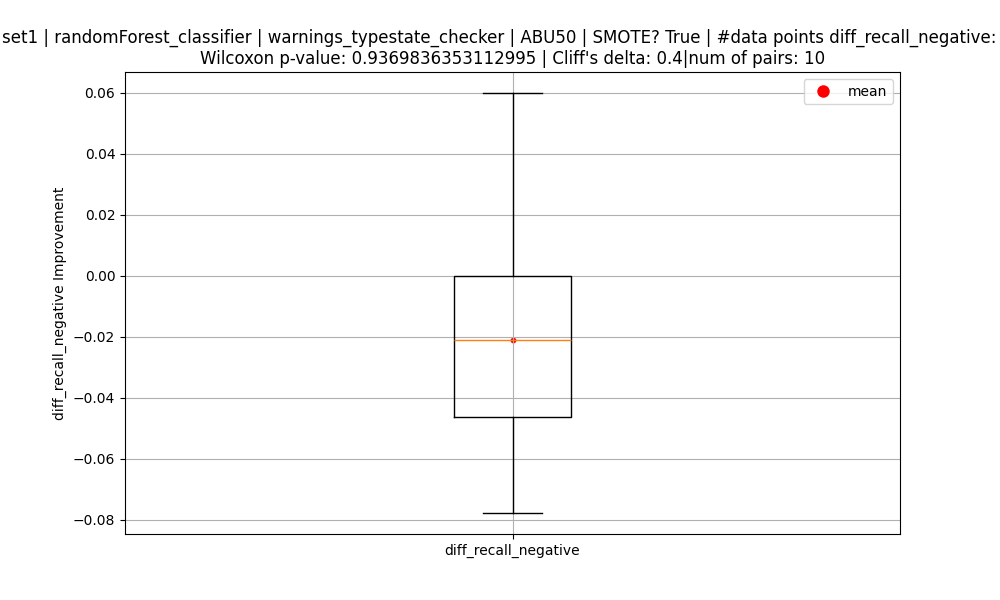 set1 | randomForest_classifier | warnings_typestate_checker | ABU50 | SMOTE? True | #data points diff_recall_negative:
Wilcoxon p-value: 0.9369836353112995 | Cliff's delta: 0.4|num of pairs: 10
mean
0.06
0.04
0.02
0.00
−0.02
−0.04
−0.06
−0.08
diff_recall_negative Improvement
diff_recall_negative